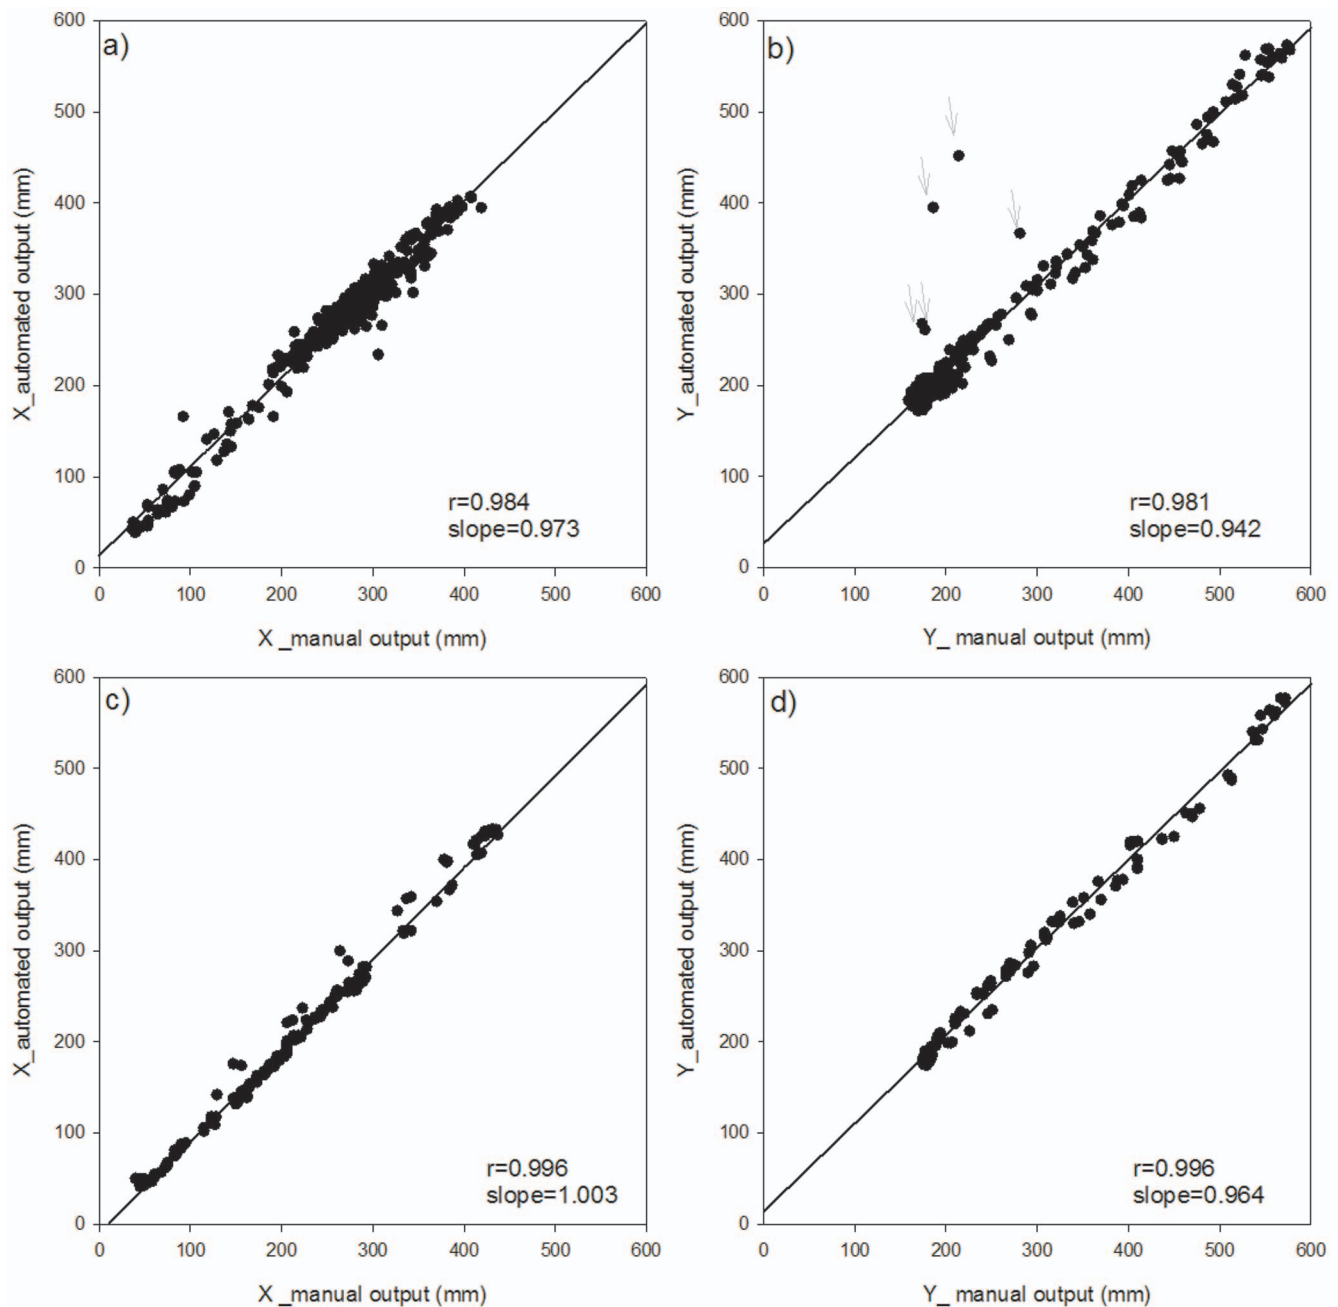 a)
600
500
400
300
200
100
0
X_automated output (mm)
r=0.984
slope=0.973
0 100 200 300 400 500 600
X _manual output (mm)
b)
600
500
400
300
200
100
0
Y_automated output (mm)
r=0.981
slope=0.942
0 100 200 300 400 500 600
Y_ manual output (mm)
c)
600
500
400
300
200
100
0
X_automated output (mm)
r=0.996
slope=1.003
0 100 200 300 400 500 600
X _manual output (mm)
d)
600
500
400
300
200
100
0
Y_automated output (mm)
r=0.996
slope=0.964
0 100 200 300 400 500 600
Y_ manual output (mm)